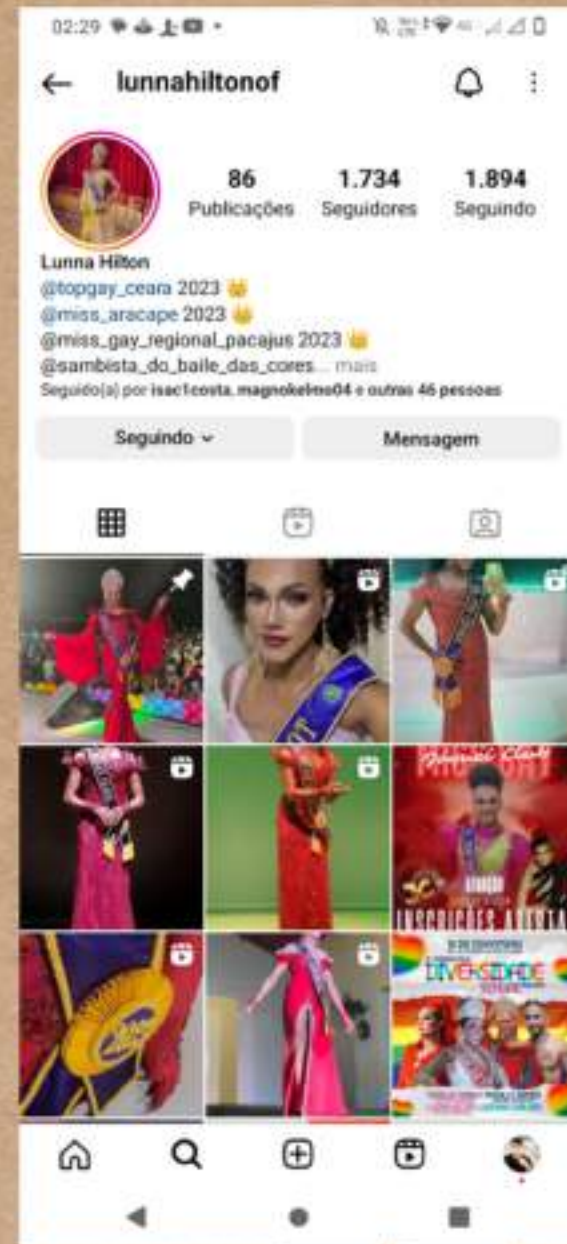 02:29
lunnahiltonof
86
Publicações
1.734
Seguidores
1.894
Seguindo
Lunna Hilton
@topgay_ceara 2023
@miss_aracape 2023
@miss_gay_regional_pacajus 2023
@sambista_do_baile_das_cores... mais
Seguido(a) por isac1costa, magnokelmo04 e outras 46 pessoas
Seguindo
Mensagem
INSCRIÇÕES ABERTA
DIVERSIDADE